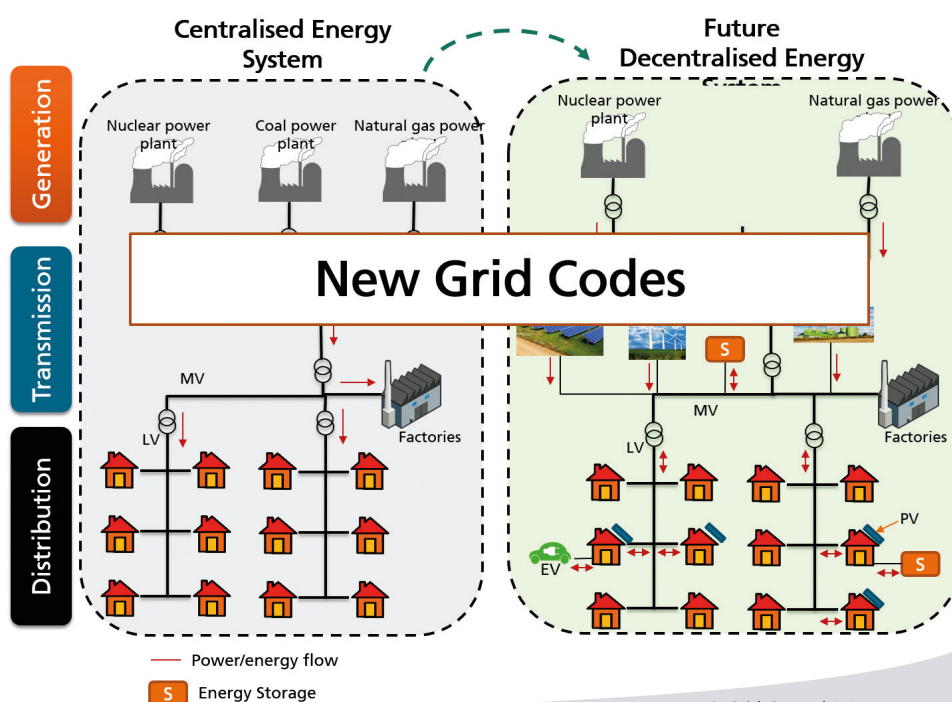 Centralised Energy
System
Future
Decentralised Energy
System
Generation
Transmission
Distribution
Nuclear power
plant
Coal power
plant
Natural gas power
Nuclear power
plant
Natural gas power
New Grid Codes
MV
LV
Factories
S
MV
LV
Factories
PV
EV
S
Power/energy flow
S Energy Storage